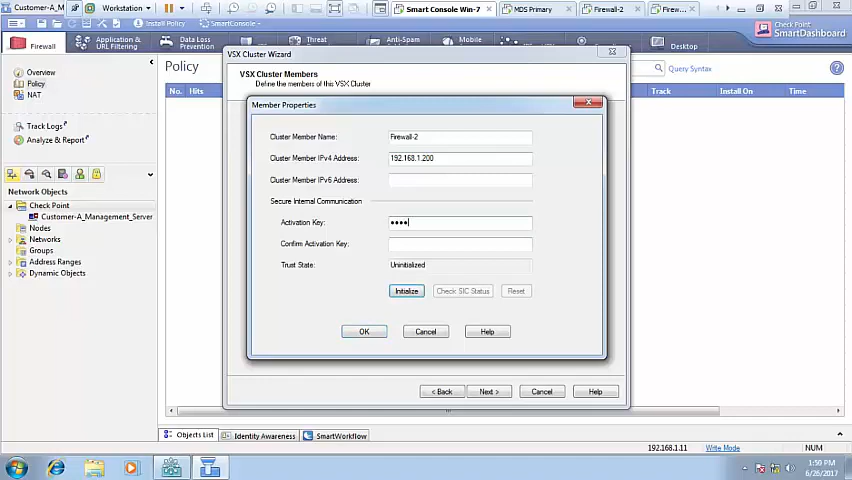 Customer-A_M
Workstation
Smart Console Win-7
MDS Primary
Firewall-2
Firew...
Install Policy
SmartConsole
Check Point
SmartDashboard
Firewall
Application &
URL Filtering
Data Loss
Prevention
Threat
Anti-Spam
Mobile
Desktop
Overview
Policy
NAT
Track Logs
Analyze & Report
Network Objects
Check Point
Customer-A_Management_Server
Nodes
Networks
Groups
Address Ranges
Dynamic Objects
Policy
Query Syntax
No.
Hits
Track
Install On
Time
VSX Cluster Wizard
VSX Cluster Members
Define the members of this VSX Cluster
Member Properties
Cluster Member Name:
Firewall-2
Cluster Member IPv4 Address:
192.168.1.200
Cluster Member IPv6 Address:
Secure Internal Communication
Activation Key:
••••
Confirm Activation Key:
Trust State:
Uninitialized
Initialize
Check SIC Status
Reset
OK
Cancel
Help
< Back
Next >
Cancel
Help
Objects List
Identity Awareness
SmartWorkflow
192.168.1.11
Write Mode
NUM
1:59 PM
6/26/2017